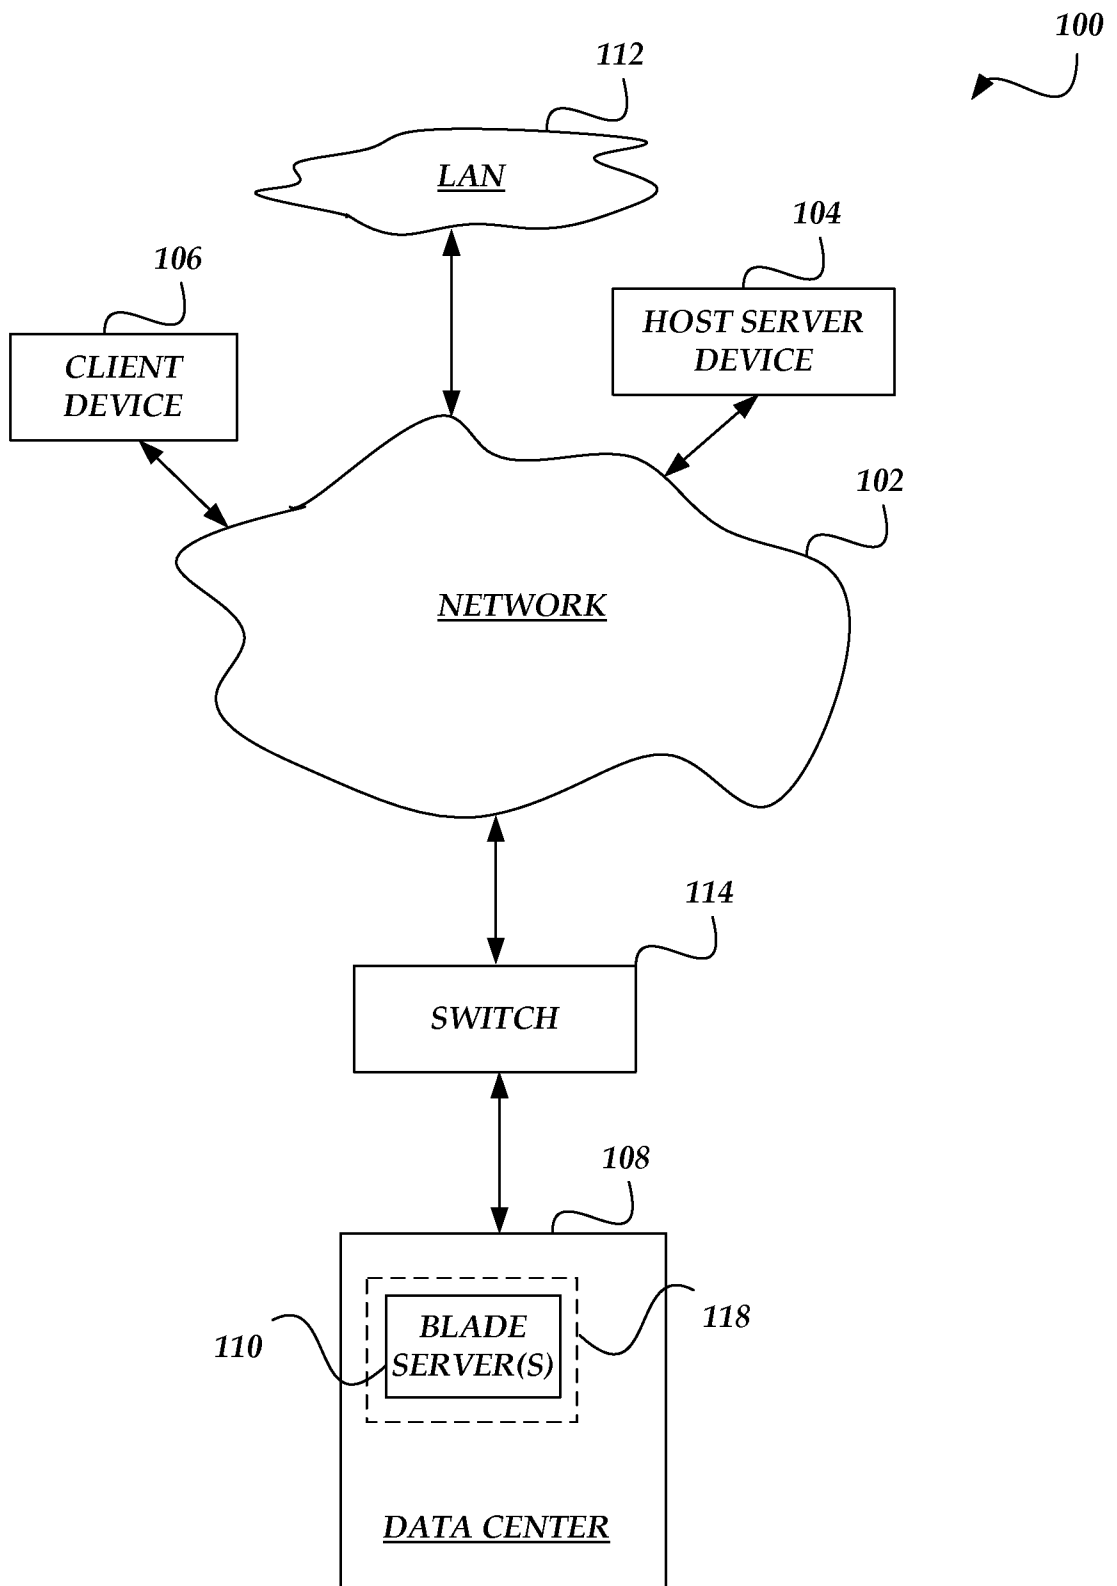 100
112
LAN
104
106
HOST SERVER
DEVICE
CLIENT
DEVICE
102
NETWORK
114
SWITCH
108
BLADE
SERVER(S)
118
110
DATA CENTER